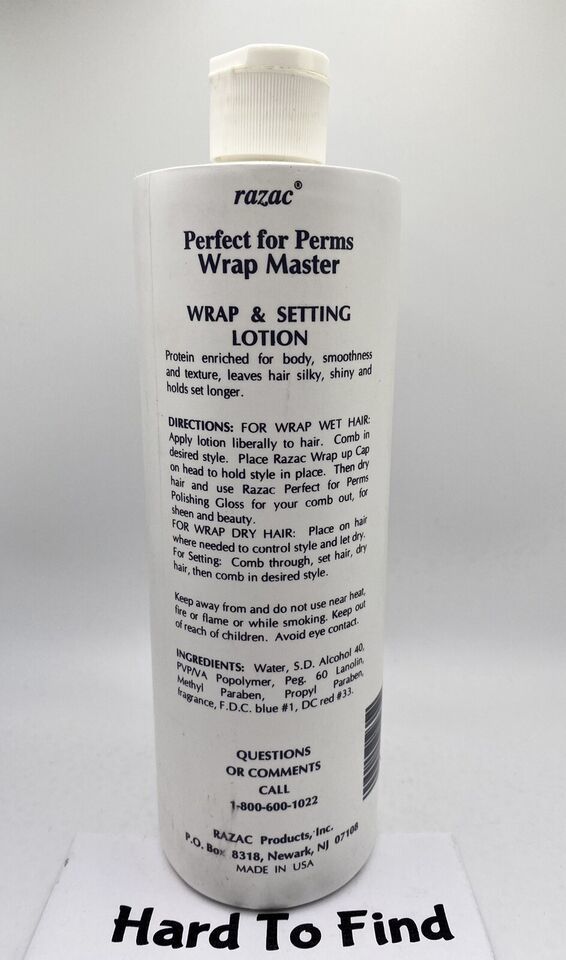 razac®
Perfect for Perms
Wrap Master
WRAP & SETTING
LOTION
Protein enriched for body, smoothness
and texture, leaves hair silky, shiny and
holds set longer.
DIRECTIONS: FOR WRAP WET HAIR:
Apply lotion liberally to hair. Comb in
desired style. Place Razac Wrap up Cap
on head to hold style in place. Then dry
hair and use Razac Perfect for Perms
Polishing Gloss for your comb out, for
sheen and beauty.
FOR WRAP DRY HAIR: Place on hair
where needed to control style and let dry.
For Setting: Comb through, set hair, dry
hair, then comb in desired style.
Keep away from and do not use near heat,
fire or flame or while smoking. Keep out
of reach of children. Avoid eye contact.
INGREDIENTS: Water, S.D. Alcohol 40,
PVP/VA Popolymer, Peg. 60 Lanolin,
Methyl Paraben, Propyl Paraben,
fragrance, F.D.C. blue #1, DC red #33.
QUESTIONS
OR COMMENTS
CALL
1-800-600-1022
RAZAC Products, Inc.
P.O. Box 8318, Newark, NJ 07108
MADE IN USA
Hard To Find